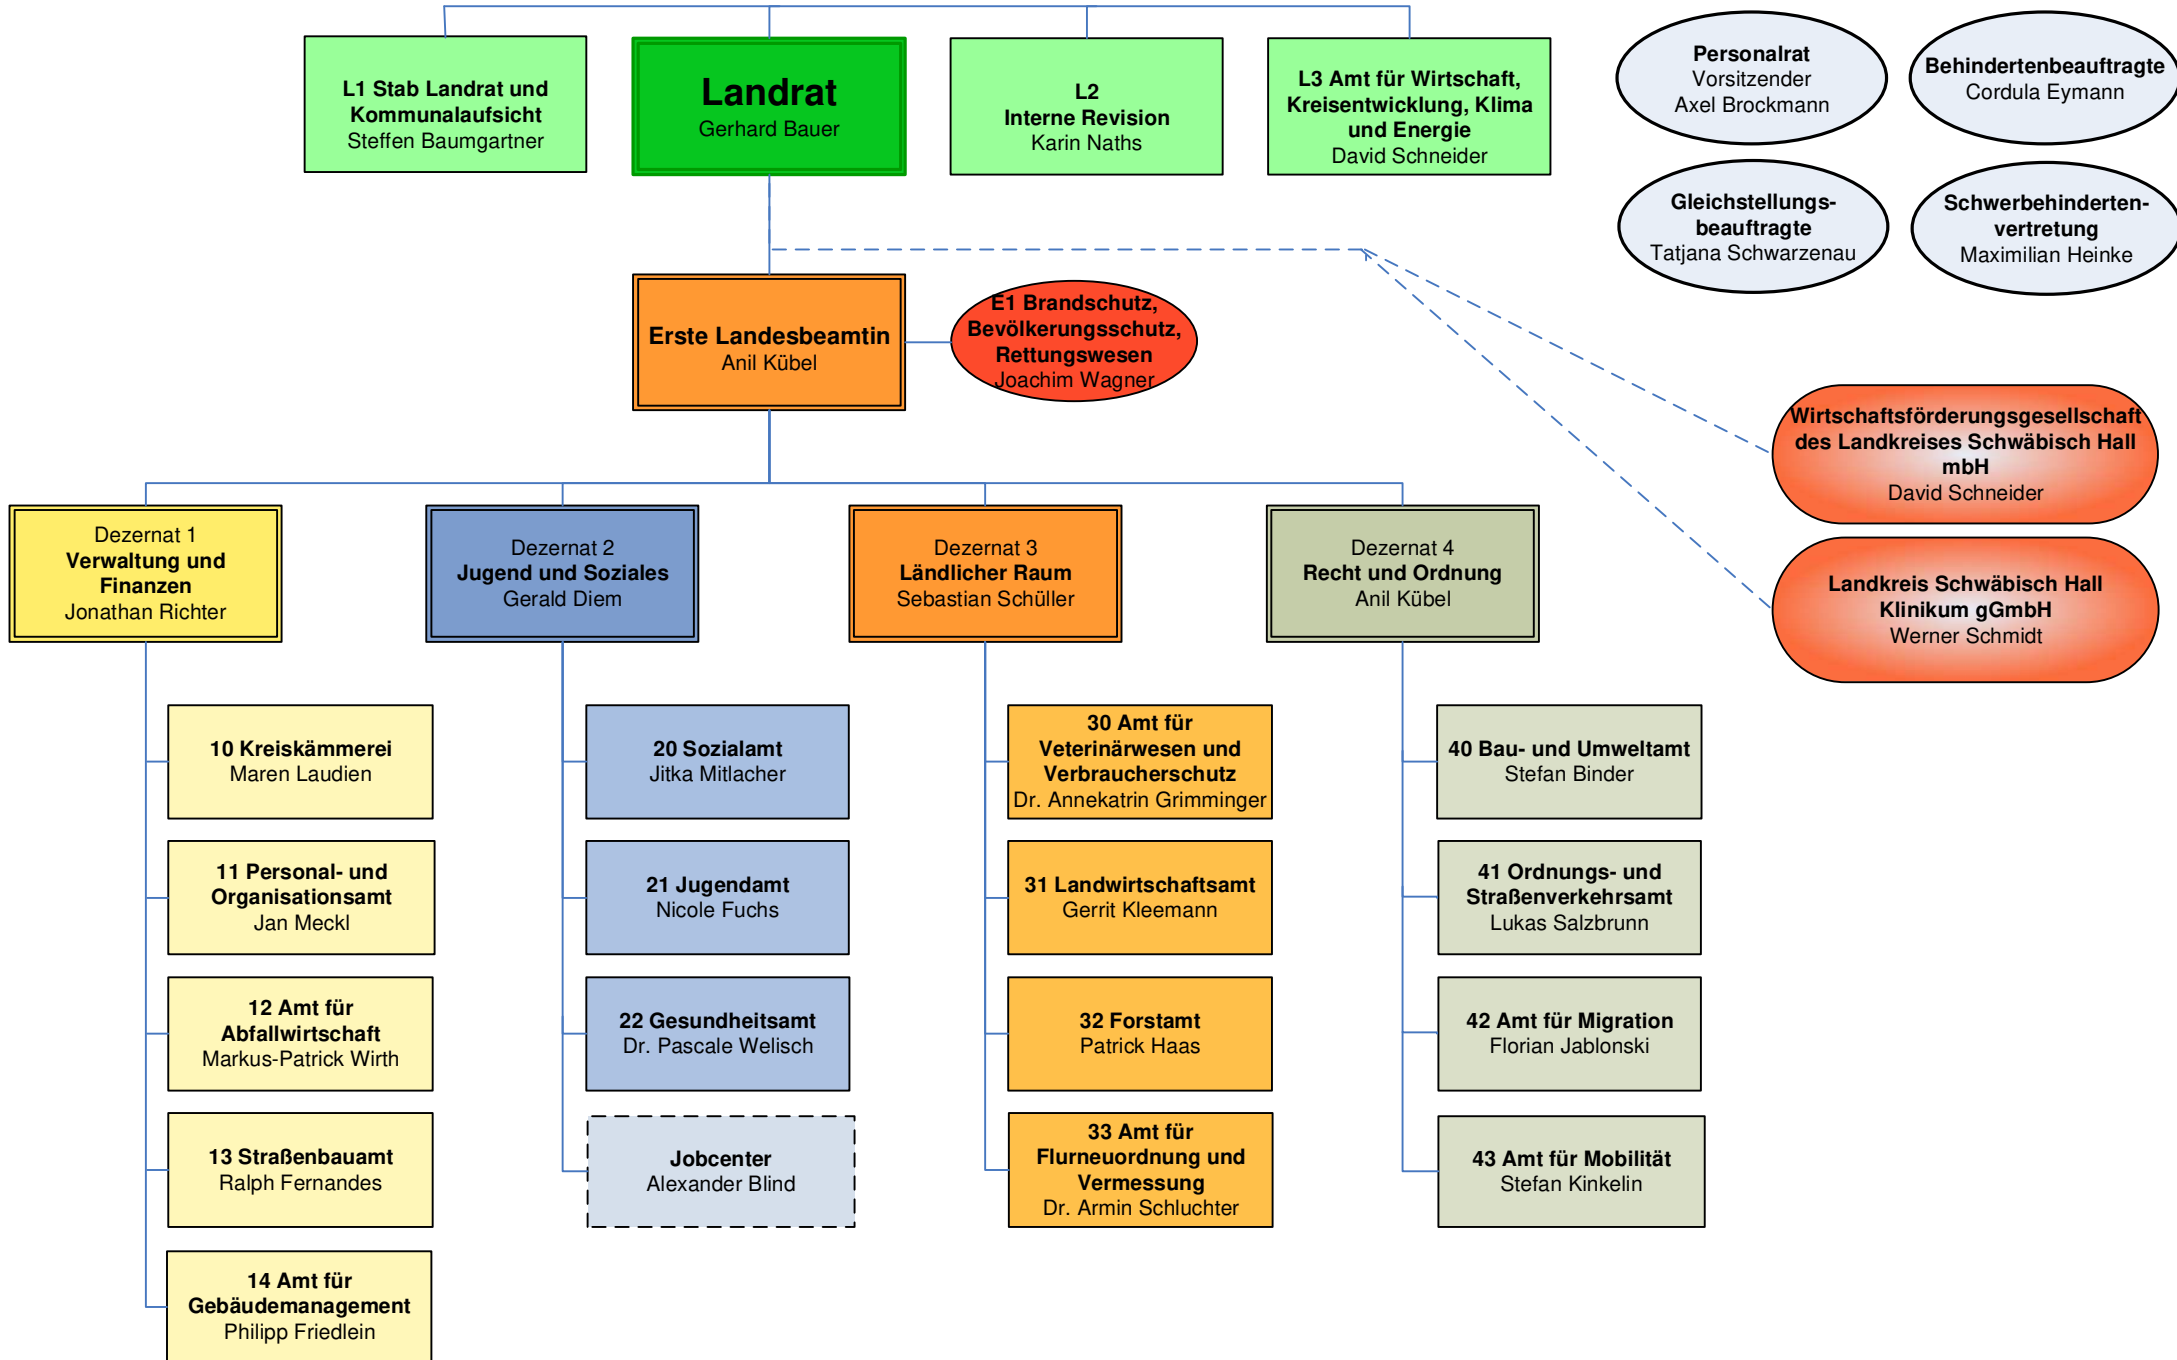 L1 Stab Landrat und
Kommunalaufsicht
Steffen Baumgartner
Landrat
Gerhard Bauer
L2
Interne Revision
Karin Naths
L3 Amt für Wirtschaft,
Kreisentwicklung, Klima
und Energie
David Schneider
Personalrat
Vorsitzender
Axel Brockmann
Behindertenbeauftragte
Cordula Eymann
Gleichstellungs-
beauftragte
Tatjana Schwarzenau
Schwerbehinderten-
vertretung
Maximilian Heinke
Erste Landesbeamtin
Anil Kübel
E1 Brandschutz,
Bevölkerungsschutz,
Rettungswesen
Joachim Wagner
Wirtschaftsförderungsgesellschaft
des Landkreises Schwäbisch Hall
mbH
David Schneider
Landkreis Schwäbisch Hall
Klinikum gGmbH
Werner Schmidt
Dezernat 1
Verwaltung und
Finanzen
Jonathan Richter
Dezernat 2
Jugend und Soziales
Gerald Diem
Dezernat 3
Ländlicher Raum
Sebastian Schüller
Dezernat 4
Recht und Ordnung
Anil Kübel
10 Kreiskämmerei
Maren Laudien
11 Personal- und
Organisationsamt
Jan Meckl
12 Amt für
Abfallwirtschaft
Markus-Patrick Wirth
13 Straßenbauamt
Ralph Fernandes
14 Amt für
Gebäudemanagement
Philipp Friedlein
20 Sozialamt
Jitka Mitlacher
21 Jugendamt
Nicole Fuchs
22 Gesundheitsamt
Dr. Pascale Welisch
Jobcenter
Alexander Blind
30 Amt für
Veterinärwesen und
Verbraucherschutz
Dr. Annekatrin Grimminger
31 Landwirtschaftsamt
Gerrit Kleemann
32 Forstamt
Patrick Haas
33 Amt für
Flurneuordnung und
Vermessung
Dr. Armin Schluchter
40 Bau- und Umweltamt
Stefan Binder
41 Ordnungs- und
Straßenverkehrsamt
Lukas Salzbrunn
42 Amt für Migration
Florian Jablonski
43 Amt für Mobilität
Stefan Kinkelin